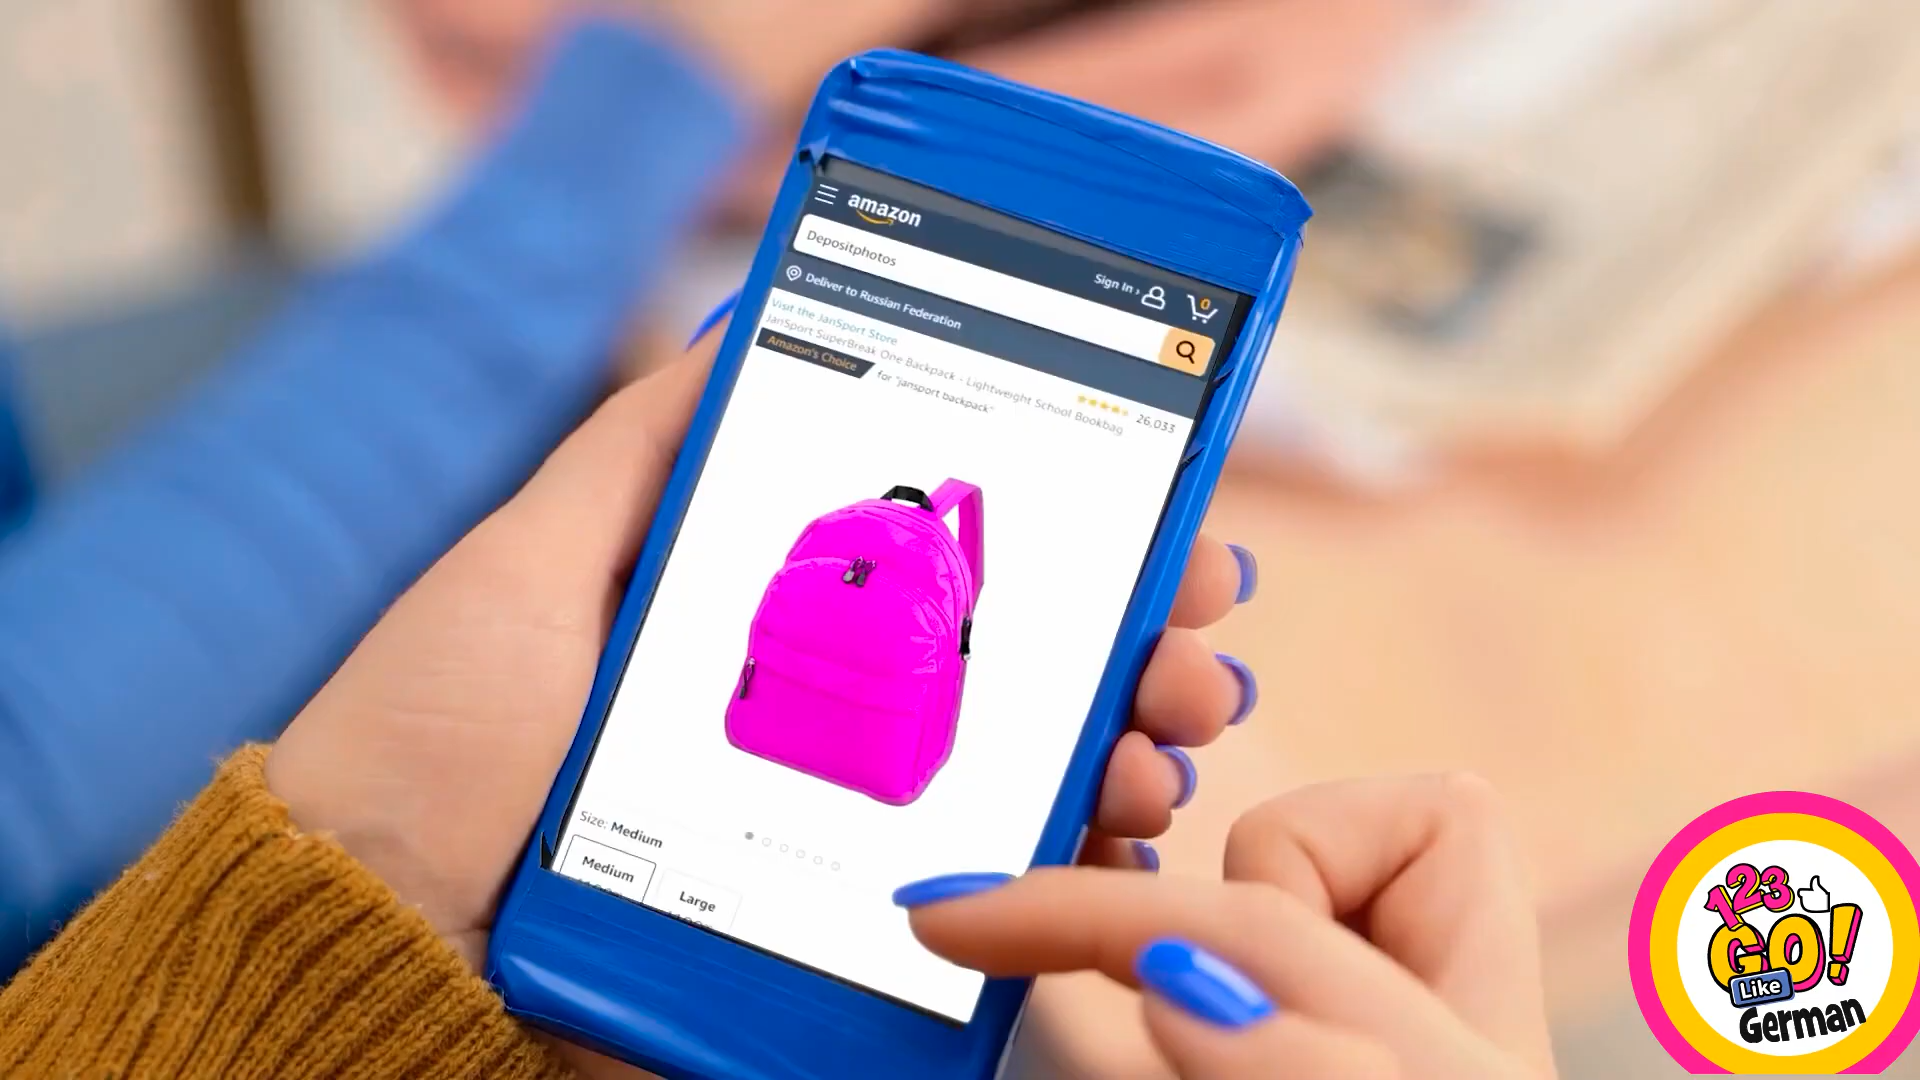 amazon
Depositphotos
Sign In ›
0
Deliver to Russian Federation
Visit the JanSport Store
JanSport SuperBreak One Backpack - Lightweight School Bookbag
26,033
Amazon's Choice
for "jansport backpack"
Size: Medium
Medium
Large
123
GO!
Like
German